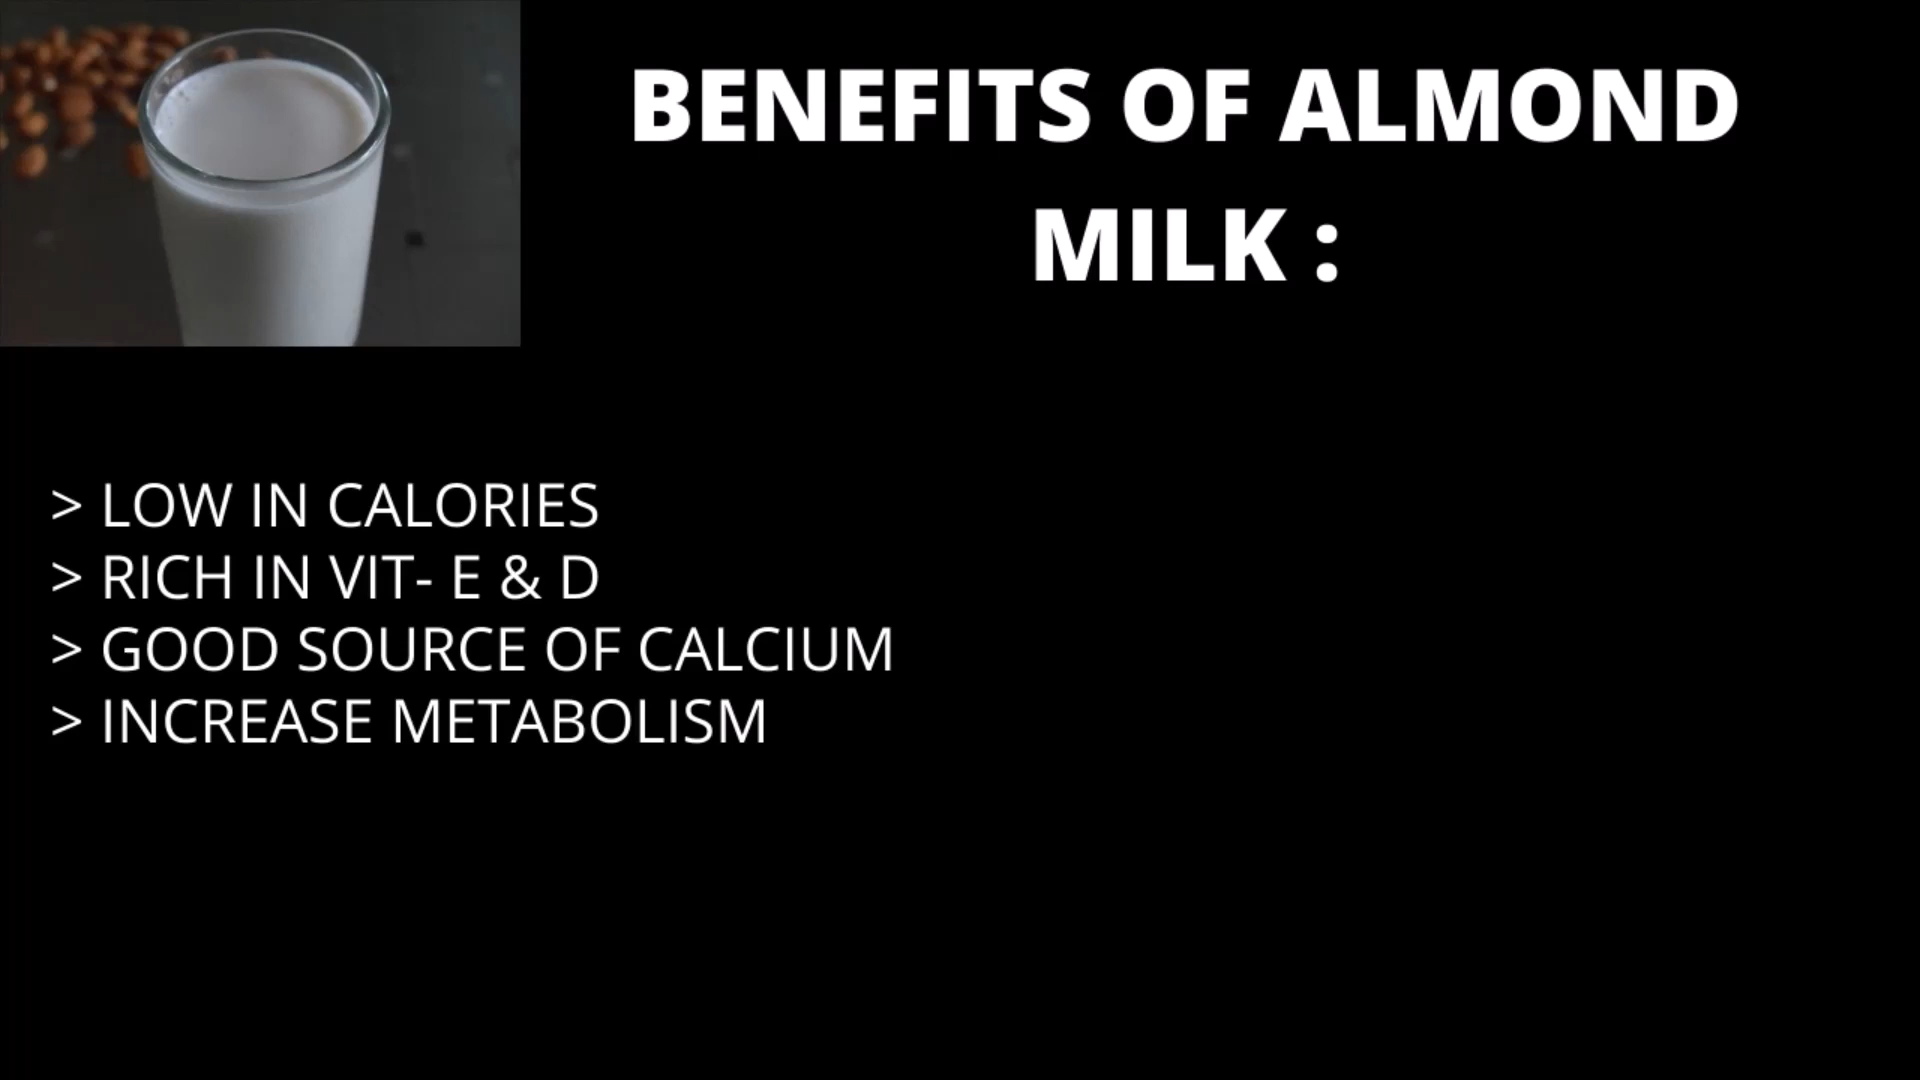 BENEFITS OF ALMOND
MILK :
> LOW IN CALORIES
> RICH IN VIT- E & D
> GOOD SOURCE OF CALCIUM
> INCREASE METABOLISM